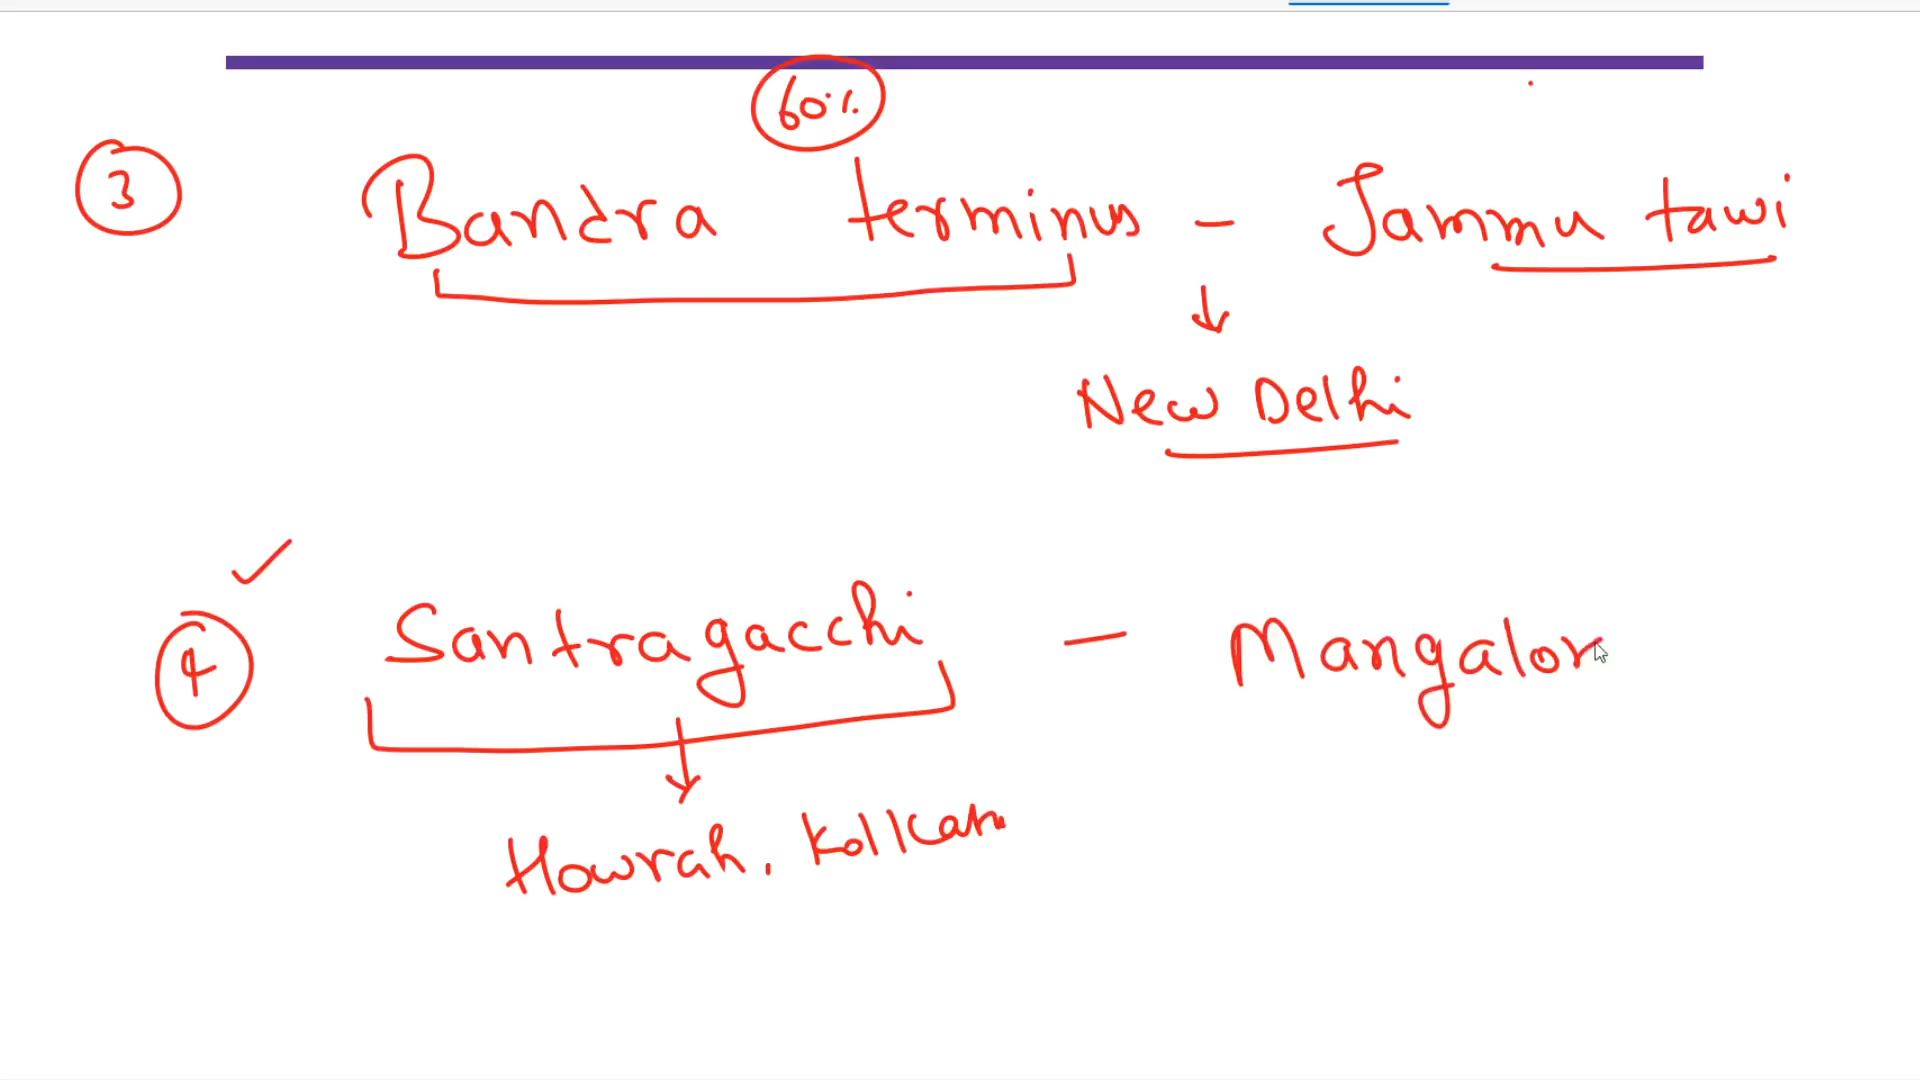 60%
3 Bandra terminus - Jammu tawi
New Delhi
4 Santragacchi - Mangalor
Howrah, Kolkata